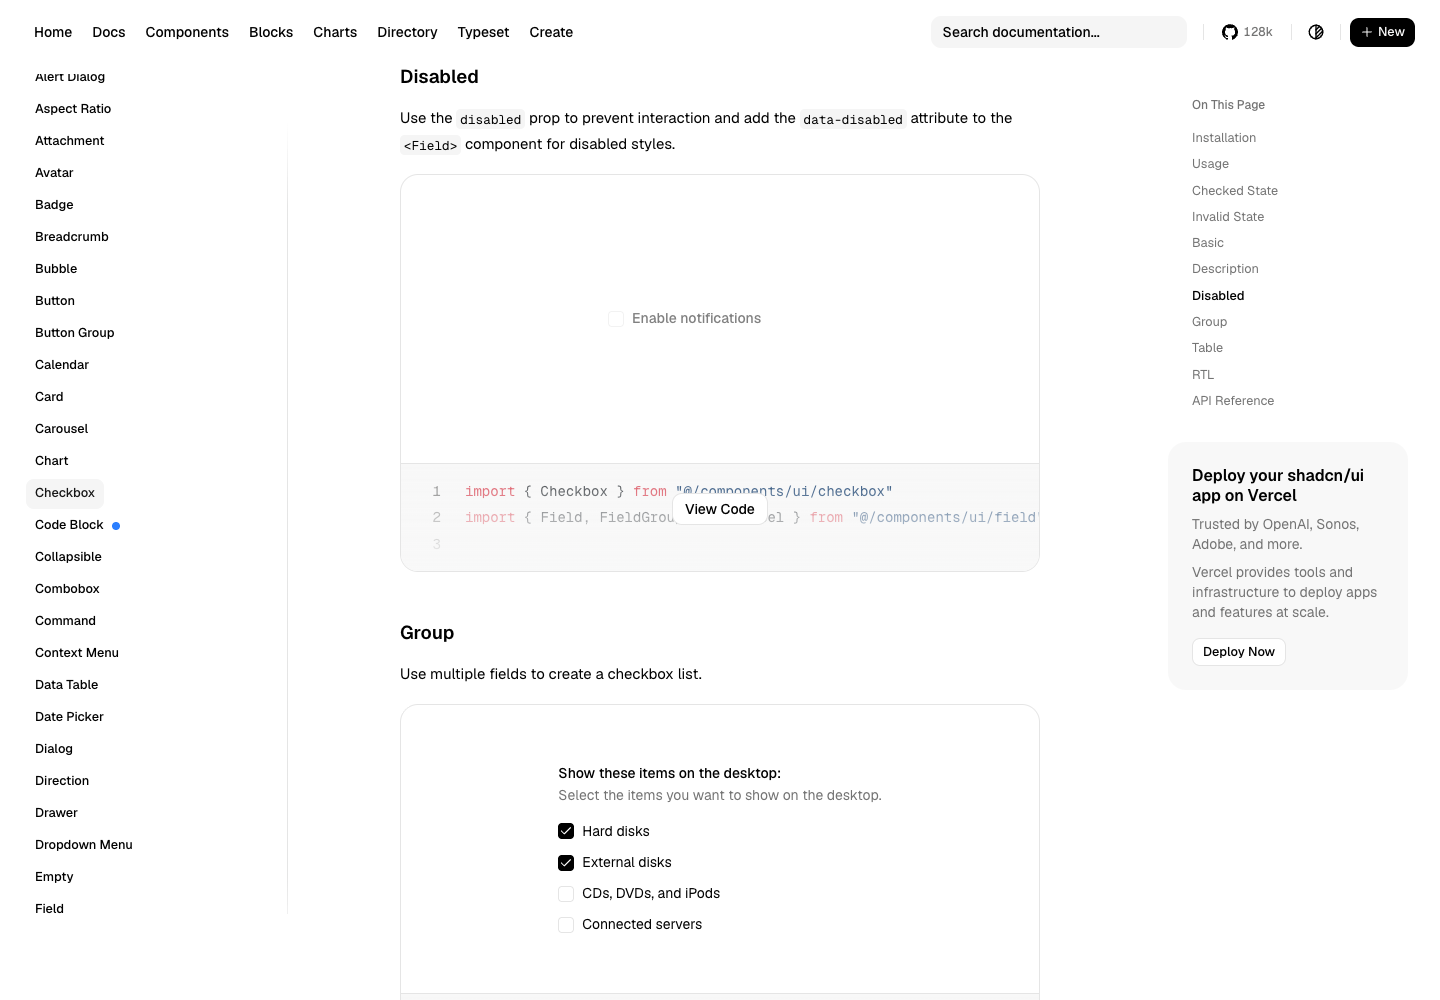 Home Docs Components Blocks Charts Directory Typeset Create
Search documentation...
128k
New
Alert Dialog
Aspect Ratio
Attachment
Avatar
Badge
Breadcrumb
Bubble
Button
Button Group
Calendar
Card
Carousel
Chart
Checkbox
Code Block
Collapsible
Combobox
Command
Context Menu
Data Table
Date Picker
Dialog
Direction
Drawer
Dropdown Menu
Empty
Field
Disabled
Use the disabled prop to prevent interaction and add the data-disabled attribute to the
<Field> component for disabled styles.
Enable notifications
1 import { Checkbox } from "@/components/ui/checkbox"
2 import { Field, FieldGrou el } from "@/components/ui/field"
View Code
3
Group
Use multiple fields to create a checkbox list.
Show these items on the desktop:
Select the items you want to show on the desktop.
Hard disks
External disks
CDs, DVDs, and iPods
Connected servers
On This Page
Installation
Usage
Checked State
Invalid State
Basic
Description
Disabled
Group
Table
RTL
API Reference
Deploy your shadcn/ui
app on Vercel
Trusted by OpenAI, Sonos,
Adobe, and more.
Vercel provides tools and
infrastructure to deploy apps
and features at scale.
Deploy Now